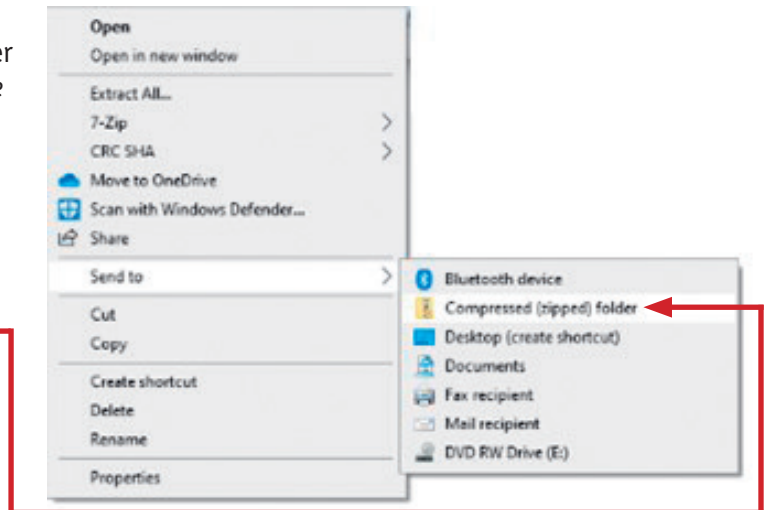 er
e
Open
Open in new window
Extract All...
7-Zip
CRC SHA
Move to OneDrive
Scan with Windows Defender...
Share
Send to
Cut
Copy
Create shortcut
Delete
Rename
Properties
Bluetooth device
Compressed (zipped) folder
Desktop (create shortcut)
Documents
Fax recipient
Mail recipient
DVD RW Drive (E:)